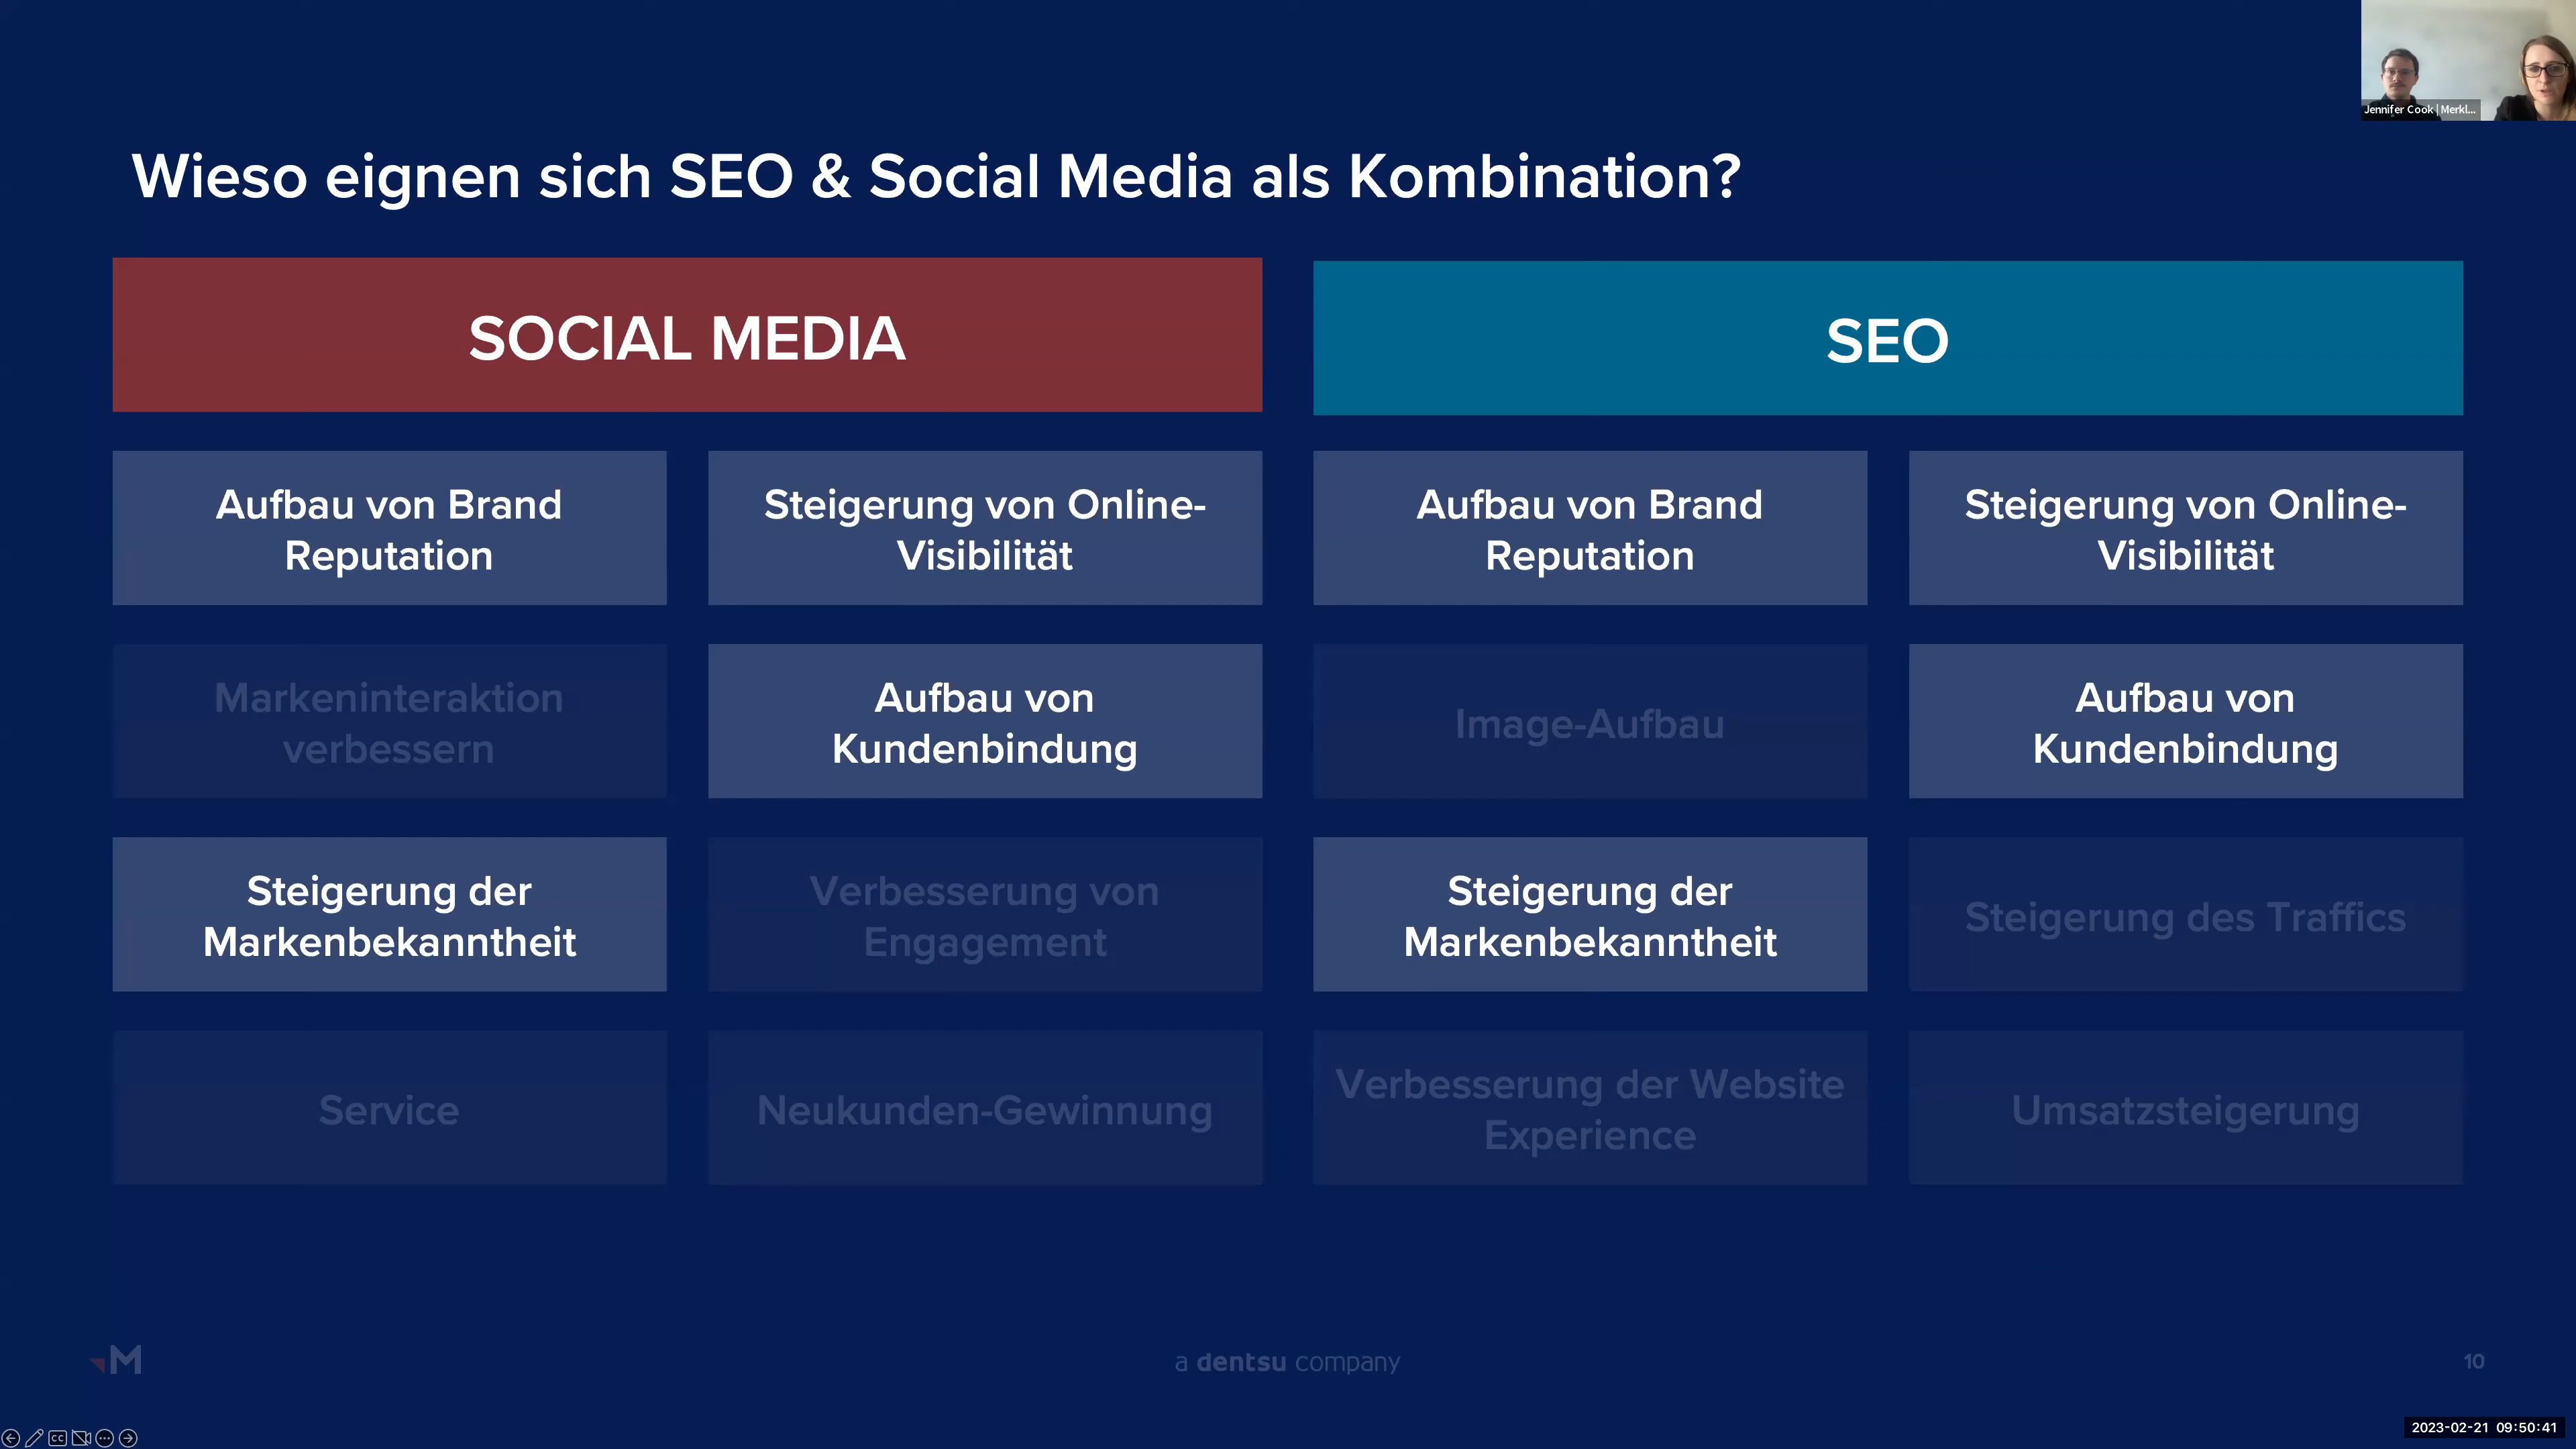 Jennifer Cook | Merkl...
Wieso eignen sich SEO & Social Media als Kombination?
SOCIAL MEDIA
SEO
Aufbau von Brand
Reputation
Steigerung von Online-
Visibilität
Aufbau von Brand
Reputation
Steigerung von Online-
Visibilität
Markeninteraktion
verbessern
Aufbau von
Kundenbindung
Image-Aufbau
Aufbau von
Kundenbindung
Steigerung der
Markenbekanntheit
Verbesserung von
Engagement
Steigerung der
Markenbekanntheit
Steigerung des Traffics
Service
Neukunden-Gewinnung
Verbesserung der Website
Experience
Umsatzsteigerung
M
a dentsu company
10
CC
2023-02-21 09:50:41